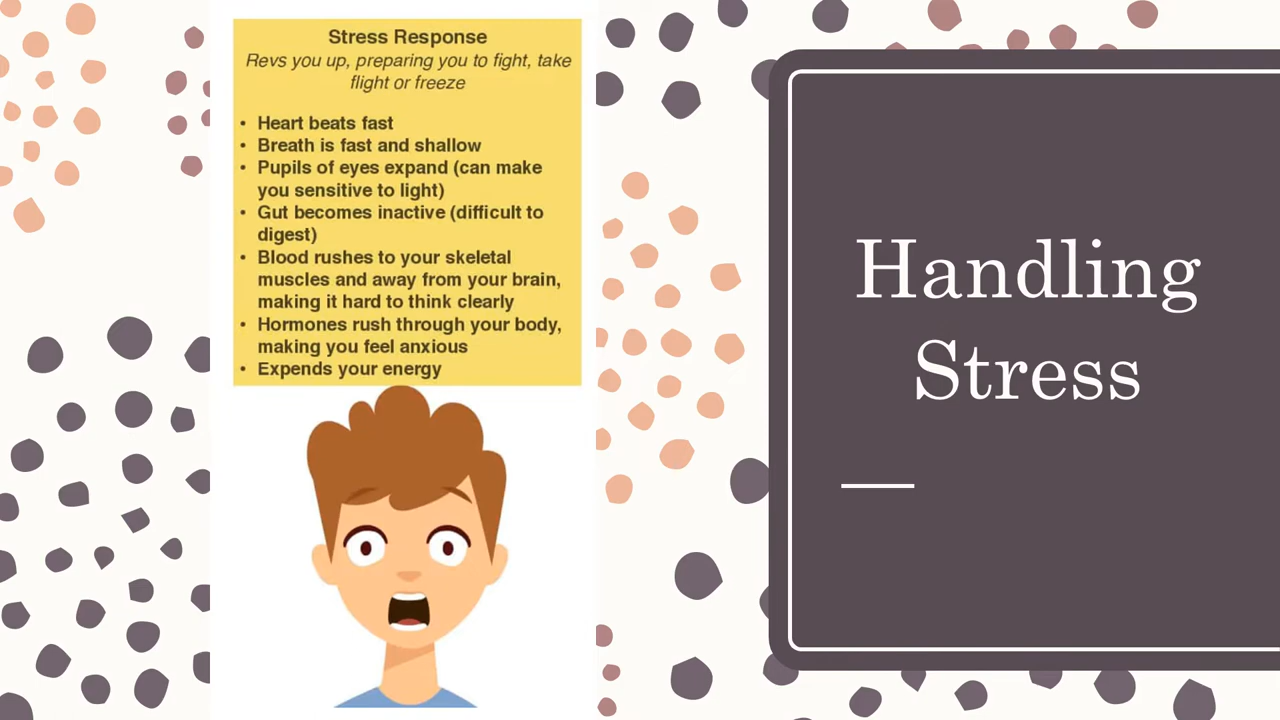 Stress Response
Revs you up, preparing you to fight, take
flight or freeze
• Heart beats fast
• Breath is fast and shallow
• Pupils of eyes expand (can make
you sensitive to light)
• Gut becomes inactive (difficult to
digest)
• Blood rushes to your skeletal
muscles and away from your brain,
making it hard to think clearly
• Hormones rush through your body,
making you feel anxious
• Expends your energy
Handling
Stress